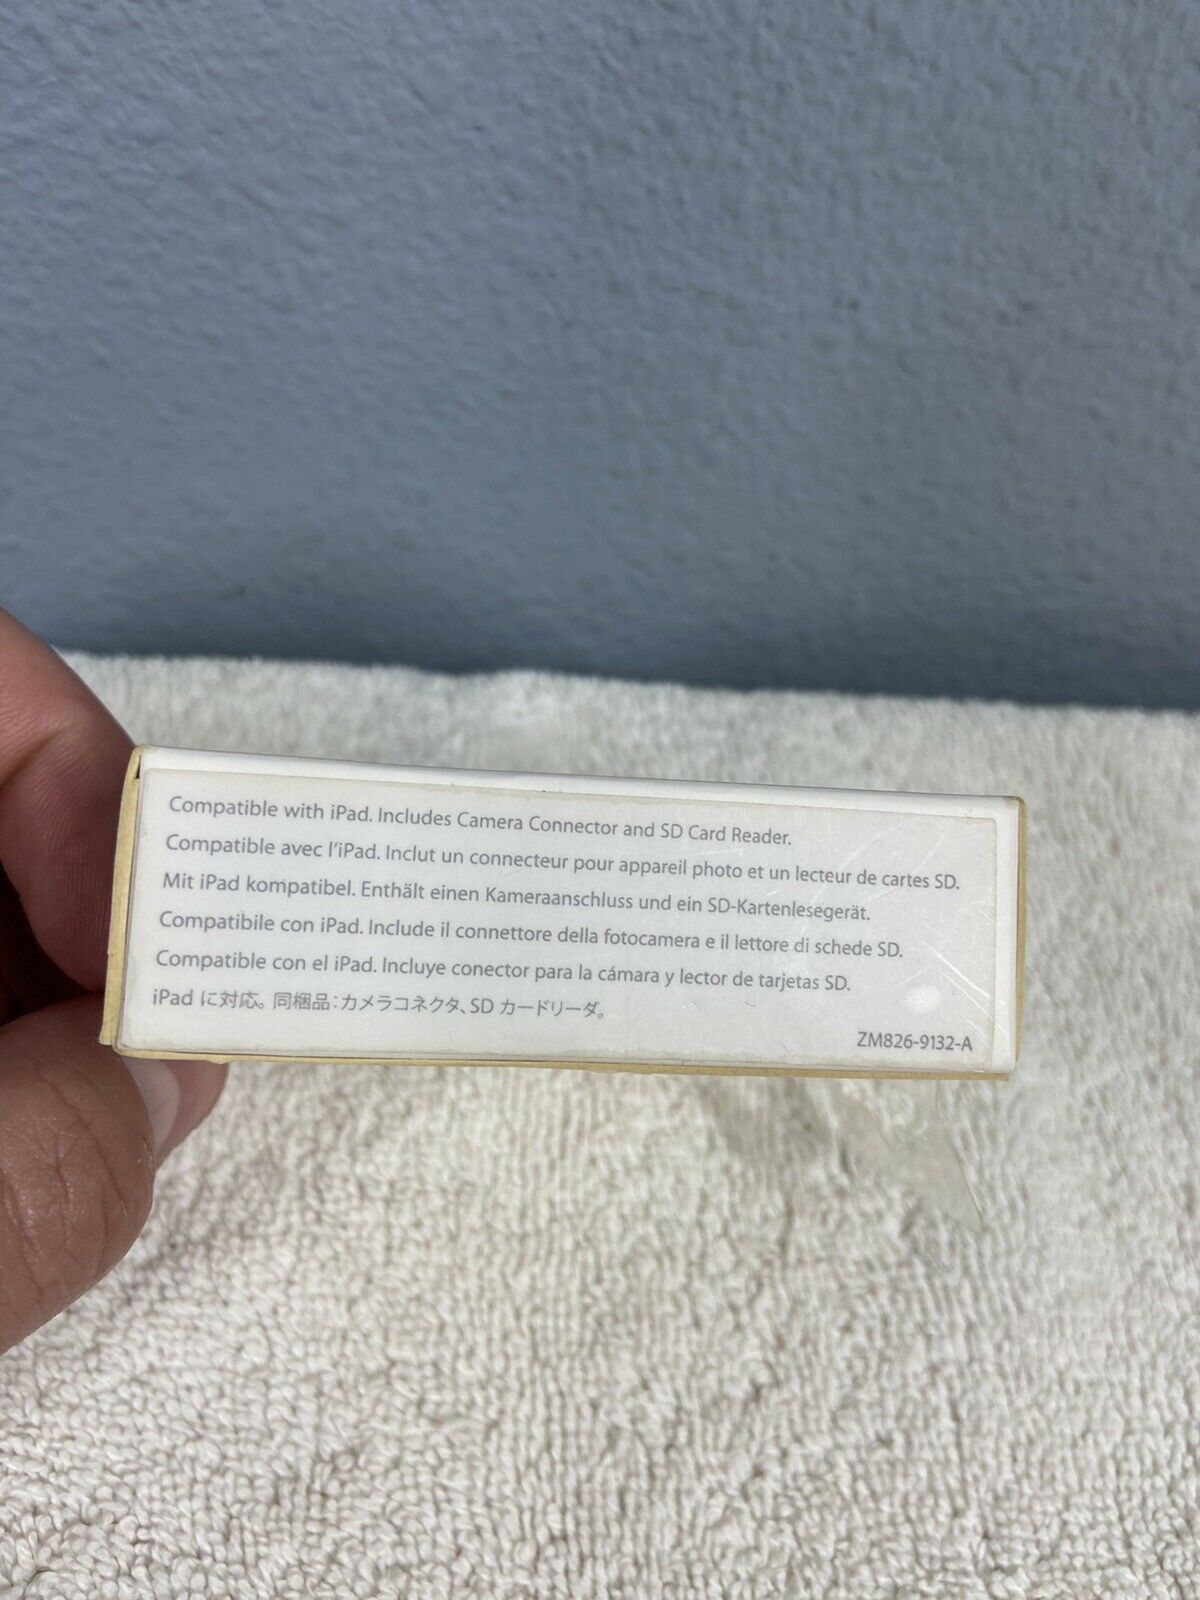 Compatible with iPad. Includes Camera Connector and SD Card Reader.
Compatible avec l’iPad. Inclut un connecteur pour appareil photo et un lecteur de cartes SD.
Mit iPad kompatibel. Enthält einen Kameraanschluss und ein SD-Kartenlesegerät.
Compatibile con iPad. Include il connettore della fotocamera e il lettore di schede SD.
Compatible con el iPad. Incluye conector para la cámara y lector de tarjetas SD.
iPad に対応。同梱品：カメラコネクタ、SD カードリーダ。
ZM826-9132-A